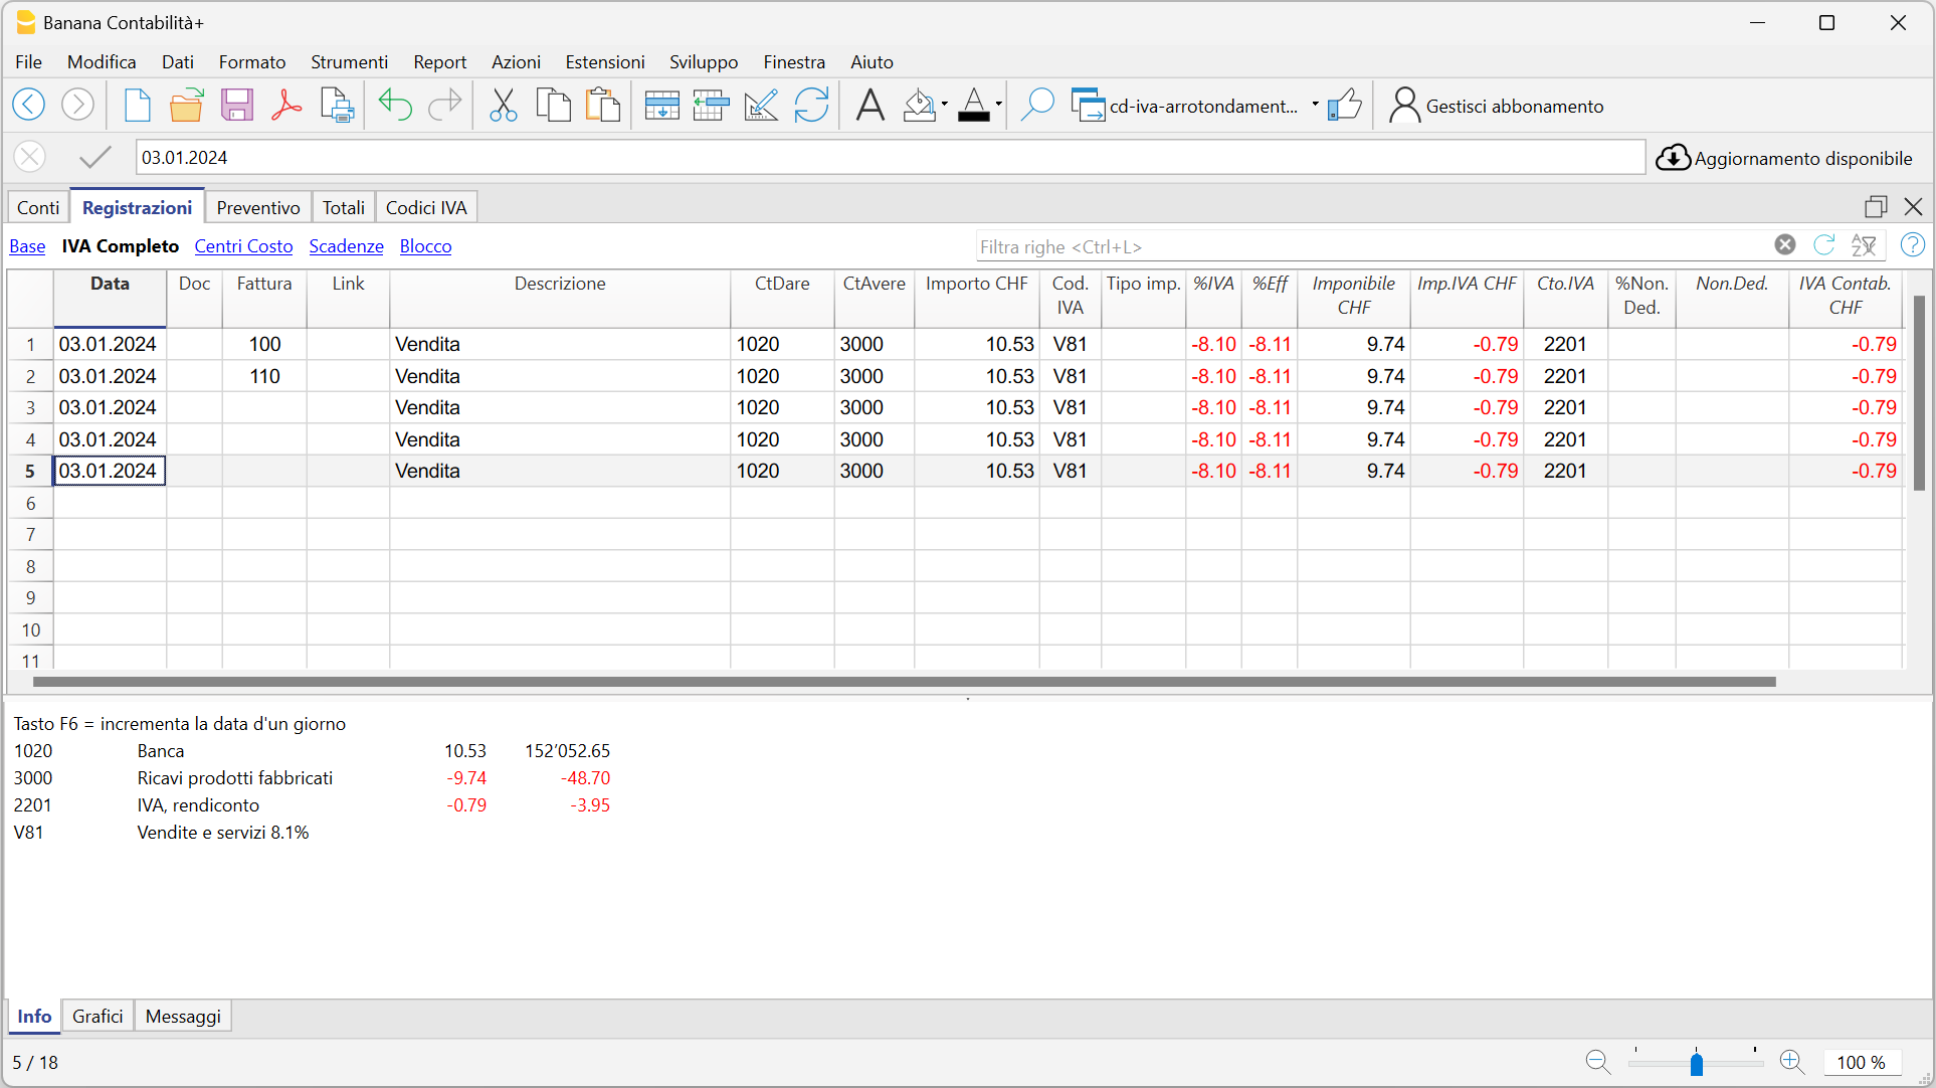 Banana Contabilità+
File Modifica Dati Formato Strumenti Report Azioni Estensioni Sviluppo Finestra Aiuto
cd-iva-arrotondament... Gestisci abbonamento
03.01.2024 Aggiornamento disponibile
Conti Registrazioni Preventivo Totali Codici IVA
Base IVA Completo Centri Costo Scadenze Blocco Filtra righe <Ctrl+L>
Data Doc Fattura Link Descrizione CtDare CtAvere Importo CHF Cod. IVA Tipo imp. %IVA %Eff Imponibile CHF Imp.IVA CHF Cto.IVA %Non. Ded. Non.Ded. IVA Contab. CHF
1 03.01.2024 100 Vendita 1020 3000 10.53 V81 -8.10 -8.11 9.74 -0.79 2201 -0.79
2 03.01.2024 110 Vendita 1020 3000 10.53 V81 -8.10 -8.11 9.74 -0.79 2201 -0.79
3 03.01.2024 Vendita 1020 3000 10.53 V81 -8.10 -8.11 9.74 -0.79 2201 -0.79
4 03.01.2024 Vendita 1020 3000 10.53 V81 -8.10 -8.11 9.74 -0.79 2201 -0.79
5 03.01.2024 Vendita 1020 3000 10.53 V81 -8.10 -8.11 9.74 -0.79 2201 -0.79
6
7
8
9
10
11
Tasto F6 = incrementa la data d'un giorno
1020 Banca 10.53 152’052.65
3000 Ricavi prodotti fabbricati -9.74 -48.70
2201 IVA, rendiconto -0.79 -3.95
V81 Vendite e servizi 8.1%
Info Grafici Messaggi
5 / 18 100 %